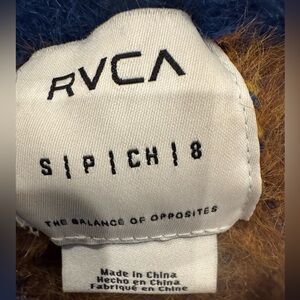 RVCA
S|P|CH|8
THE BALANCE OF OPPOSITES
Made in China
Hecho en China
Fabriqué en Chine